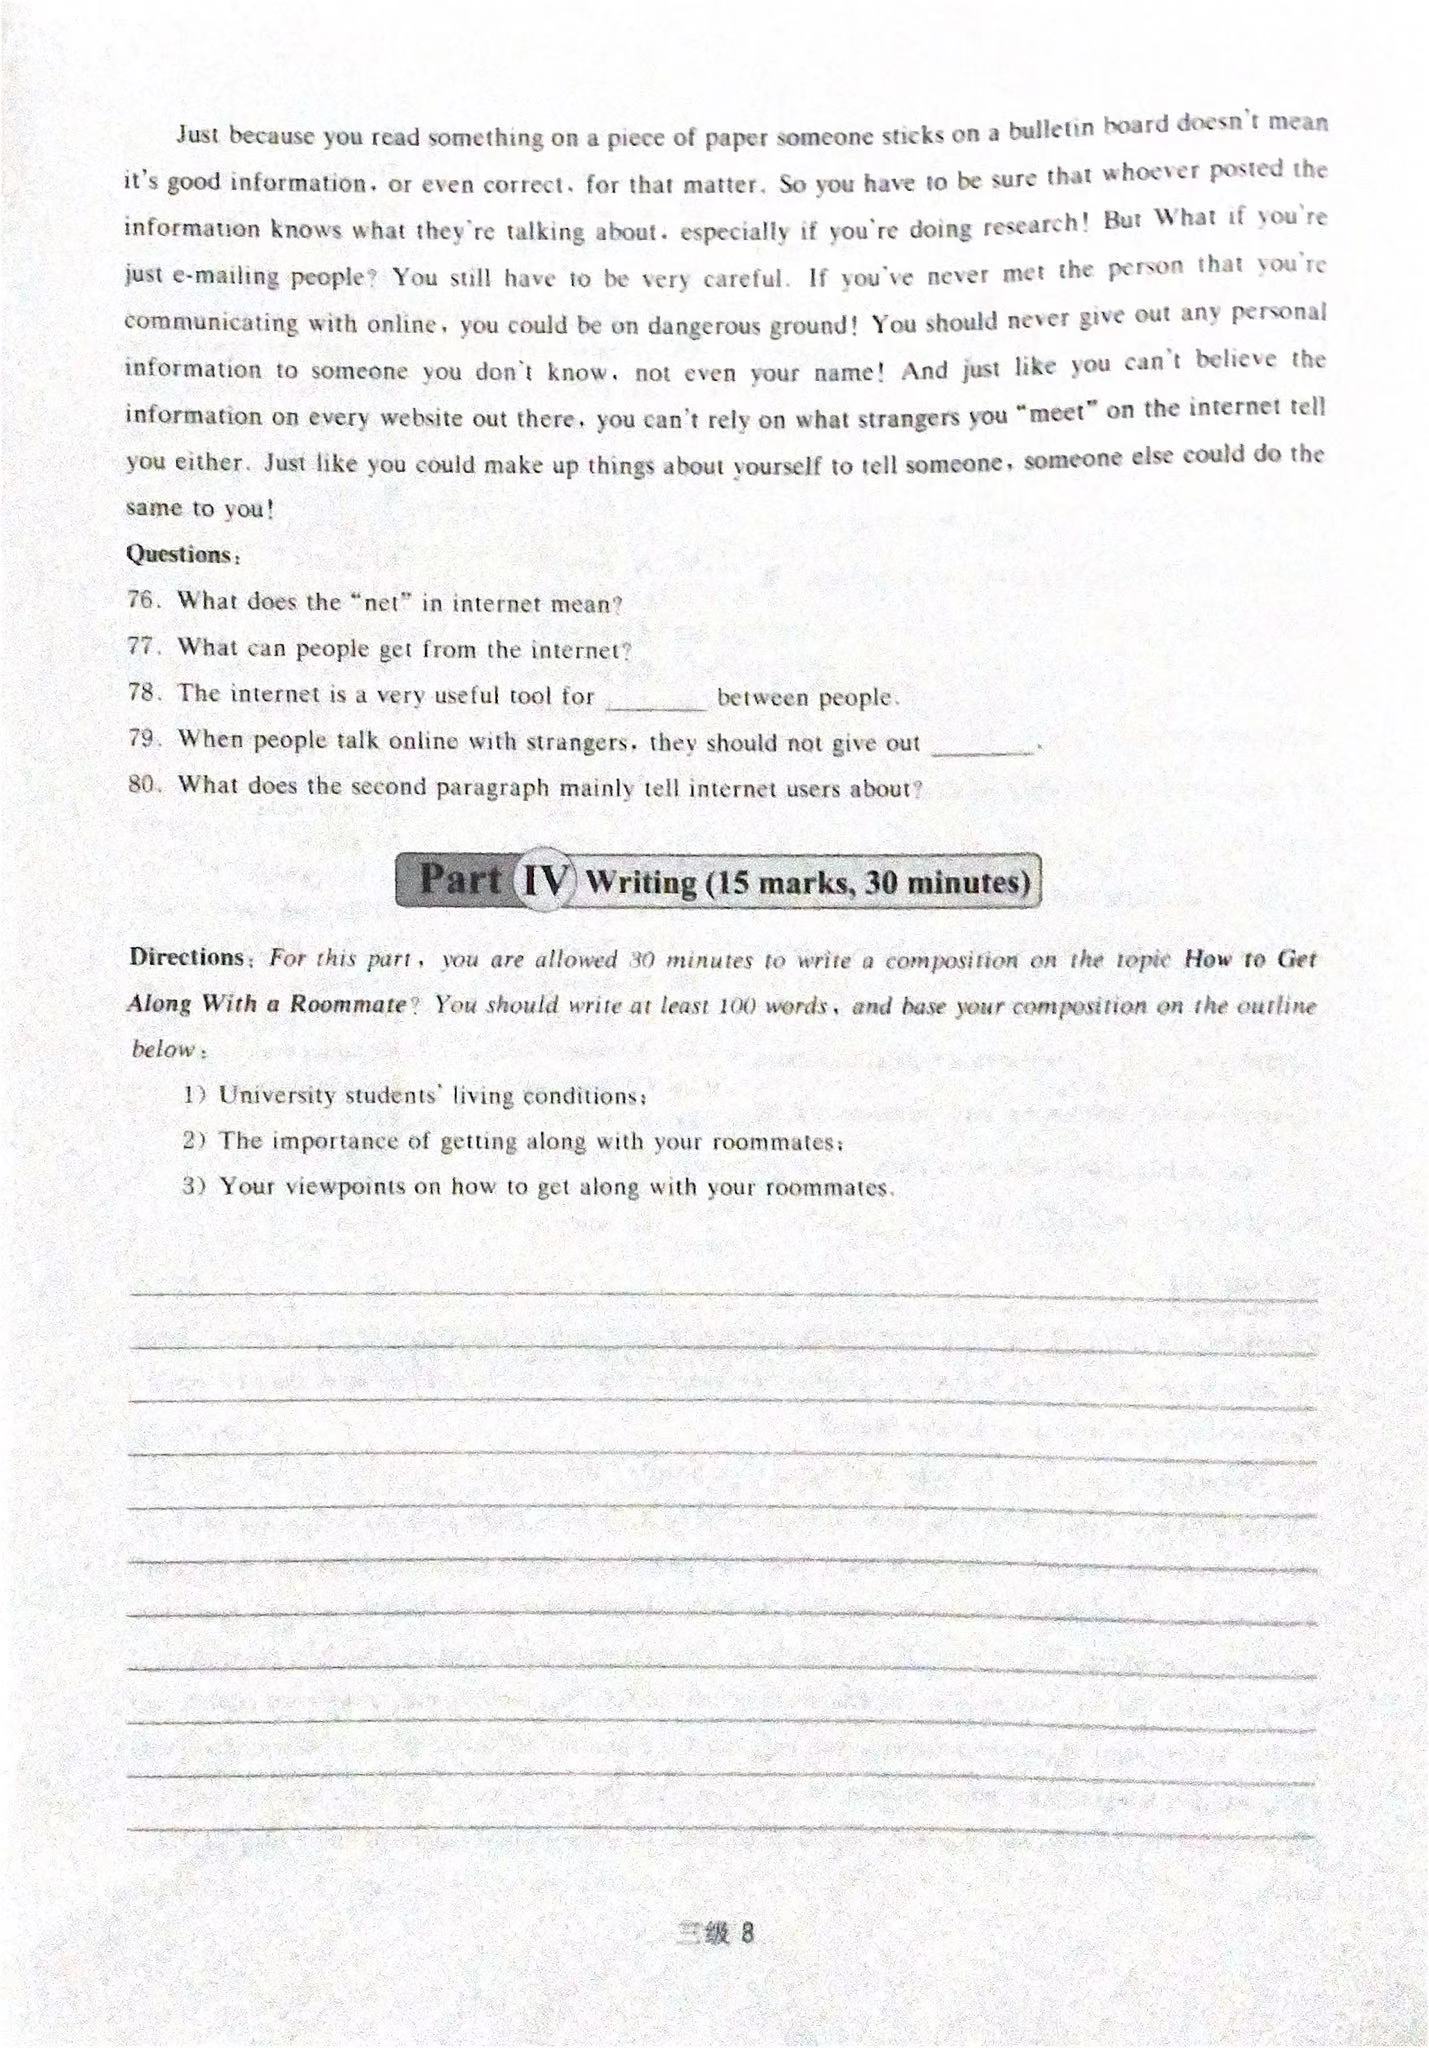 Just because you read something on a piece of paper someone sticks on a bulletin board doesn't mean
it's good information, or even correct, for that matter. So you have to be sure that whoever posted the
information knows what they're talking about, especially if you're doing research! But What if you're
just e-mailing people? You still have to be very careful. If you've never met the person that you're
communicating with online, you could be on dangerous ground! You should never give out any personal
information to someone you don't know, not even your name! And just like you can't believe the
information on every website out there, you can't rely on what strangers you “meet” on the internet tell
you either. Just like you could make up things about yourself to tell someone, someone else could do the
same to you!
Questions:
76. What does the “net” in internet mean?
77. What can people get from the internet?
78. The internet is a very useful tool for ________ between people.
79. When people talk online with strangers, they should not give out ________.
80. What does the second paragraph mainly tell internet users about?
Part IV Writing (15 marks, 30 minutes)
Directions: For this part, you are allowed 30 minutes to write a composition on the topic How to Get
Along With a Roommate? You should write at least 100 words, and base your composition on the outline
below:
1) University students' living conditions;
2) The importance of getting along with your roommates;
3) Your viewpoints on how to get along with your roommates.
三级 8